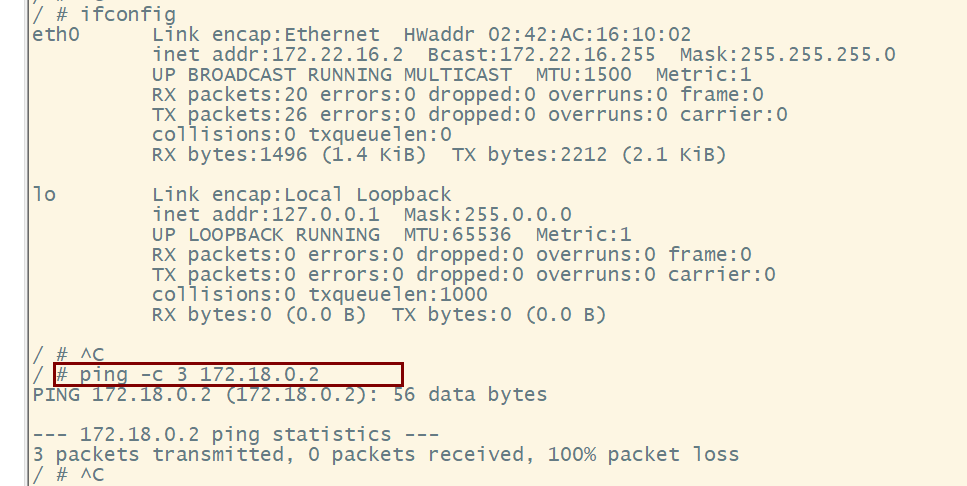 / # ifconfig
eth0      Link encap:Ethernet  HWaddr 02:42:AC:16:10:02
          inet addr:172.22.16.2  Bcast:172.22.16.255  Mask:255.255.255.0
          UP BROADCAST RUNNING MULTICAST  MTU:1500  Metric:1
          RX packets:20 errors:0 dropped:0 overruns:0 frame:0
          TX packets:26 errors:0 dropped:0 overruns:0 carrier:0
          collisions:0 txqueuelen:0
          RX bytes:1496 (1.4 KiB)  TX bytes:2212 (2.1 KiB)

lo        Link encap:Local Loopback
          inet addr:127.0.0.1  Mask:255.0.0.0
          UP LOOPBACK RUNNING  MTU:65536  Metric:1
          RX packets:0 errors:0 dropped:0 overruns:0 frame:0
          TX packets:0 errors:0 dropped:0 overruns:0 carrier:0
          collisions:0 txqueuelen:1000
          RX bytes:0 (0.0 B)  TX bytes:0 (0.0 B)

/ # ^C
/ # ping -c 3 172.18.0.2
PING 172.18.0.2 (172.18.0.2): 56 data bytes

--- 172.18.0.2 ping statistics ---
3 packets transmitted, 0 packets received, 100% packet loss
/ # ^C